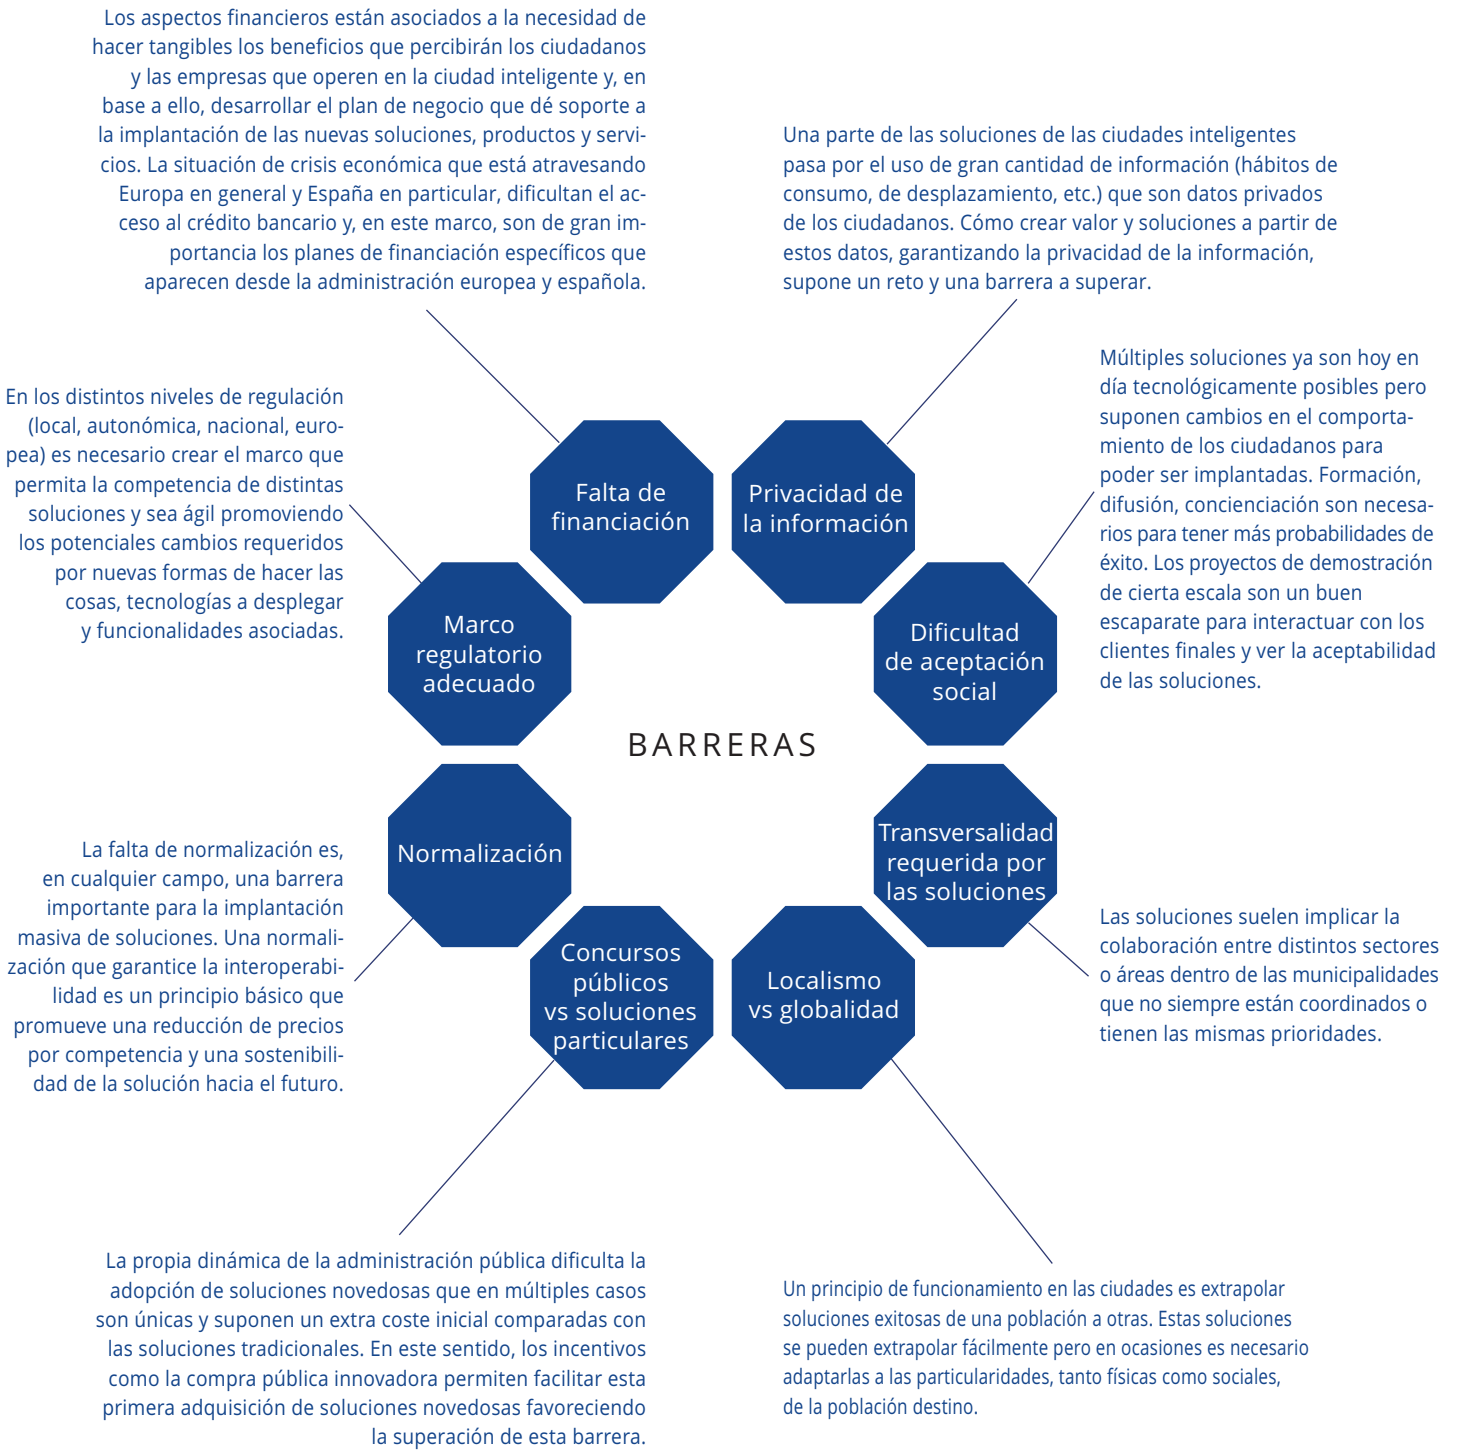 Los aspectos financieros están asociados a la necesidad de
hacer tangibles los beneficios que percibirán los ciudadanos
y las empresas que operen en la ciudad inteligente y, en
base a ello, desarrollar el plan de negocio que dé soporte a
la implantación de las nuevas soluciones, productos y servi-
cios. La situación de crisis económica que está atravesando
Europa en general y España en particular, dificultan el ac-
ceso al crédito bancario y, en este marco, son de gran im-
portancia los planes de financiación específicos que
aparecen desde la administración europea y española.
Una parte de las soluciones de las ciudades inteligentes
pasa por el uso de gran cantidad de información (hábitos de
consumo, de desplazamiento, etc.) que son datos privados
de los ciudadanos. Cómo crear valor y soluciones a partir de
estos datos, garantizando la privacidad de la información,
supone un reto y una barrera a superar.
En los distintos niveles de regulación
(local, autonómica, nacional, euro-
pea) es necesario crear el marco que
permita la competencia de distintas
soluciones y sea ágil promoviendo
los potenciales cambios requeridos
por nuevas formas de hacer las
cosas, tecnologías a desplegar
y funcionalidades asociadas.
Múltiples soluciones ya son hoy en
día tecnológicamente posibles pero
suponen cambios en el comporta-
miento de los ciudadanos para
poder ser implantadas. Formación,
difusión, concienciación son necesa-
rios para tener más probabilidades de
éxito. Los proyectos de demostración
de cierta escala son un buen
escaparate para interactuar con los
clientes finales y ver la aceptabilidad
de las soluciones.
Falta de
financiación
Privacidad de
la información
Marco
regulatorio
adecuado
Dificultad
de aceptación
social
BARRERAS
Normalización
Transversalidad
requerida por
las soluciones
Concursos
públicos
vs soluciones
particulares
Localismo
vs globalidad
La falta de normalización es,
en cualquier campo, una barrera
importante para la implantación
masiva de soluciones. Una normali-
zación que garantice la interoperabi-
lidad es un principio básico que
promueve una reducción de precios
por competencia y una sostenibili-
dad de la solución hacia el futuro.
Las soluciones suelen implicar la
colaboración entre distintos sectores
o áreas dentro de las municipalidades
que no siempre están coordinados o
tienen las mismas prioridades.
La propia dinámica de la administración pública dificulta la
adopción de soluciones novedosas que en múltiples casos
son únicas y suponen un extra coste inicial comparadas con
las soluciones tradicionales. En este sentido, los incentivos
como la compra pública innovadora permiten facilitar esta
primera adquisición de soluciones novedosas favoreciendo
la superación de esta barrera.
Un principio de funcionamiento en las ciudades es extrapolar
soluciones exitosas de una población a otras. Estas soluciones
se pueden extrapolar fácilmente pero en ocasiones es necesario
adaptarlas a las particularidades, tanto físicas como sociales,
de la población destino.